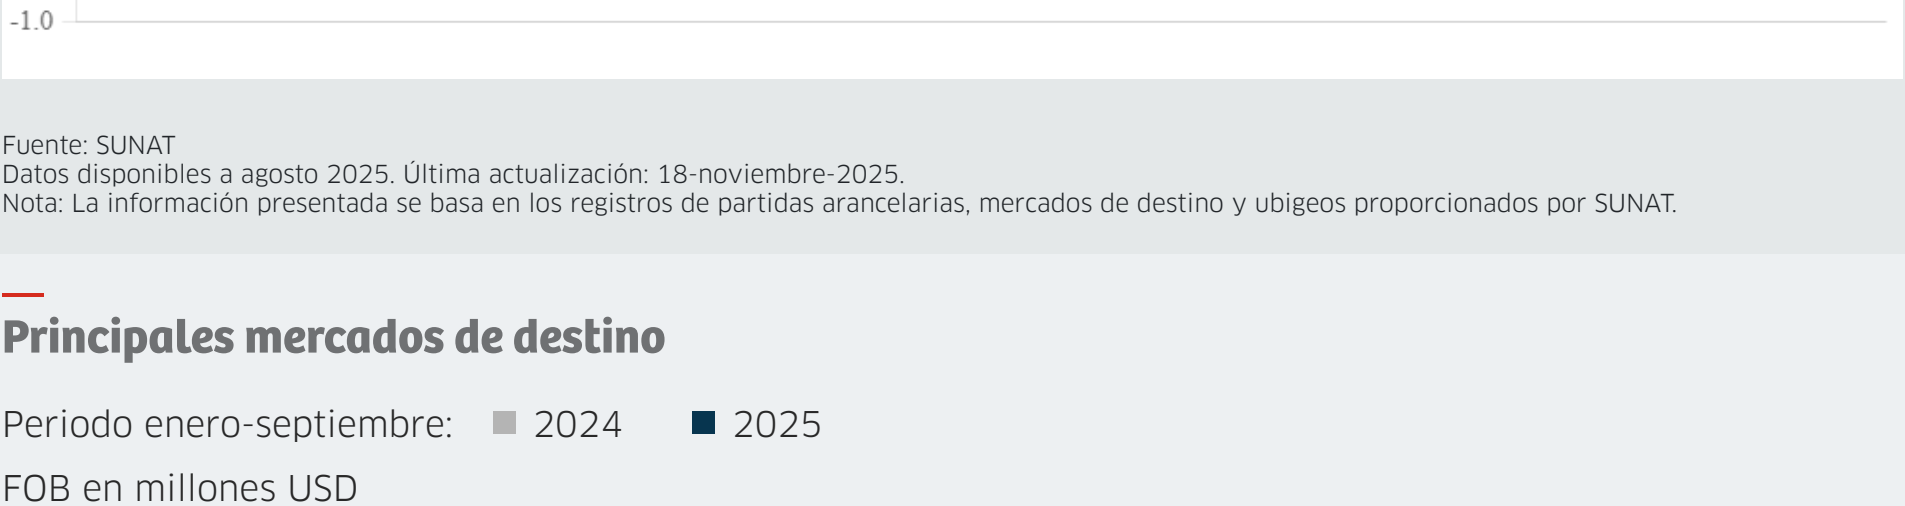 -1.0
Fuente: SUNAT
Datos disponibles a agosto 2025. Última actualización: 18-noviembre-2025.
Nota: La información presentada se basa en los registros de partidas arancelarias, mercados de destino y ubigeos proporcionados por SUNAT.
Principales mercados de destino
Periodo enero-septiembre: 2024 2025
FOB en millones USD